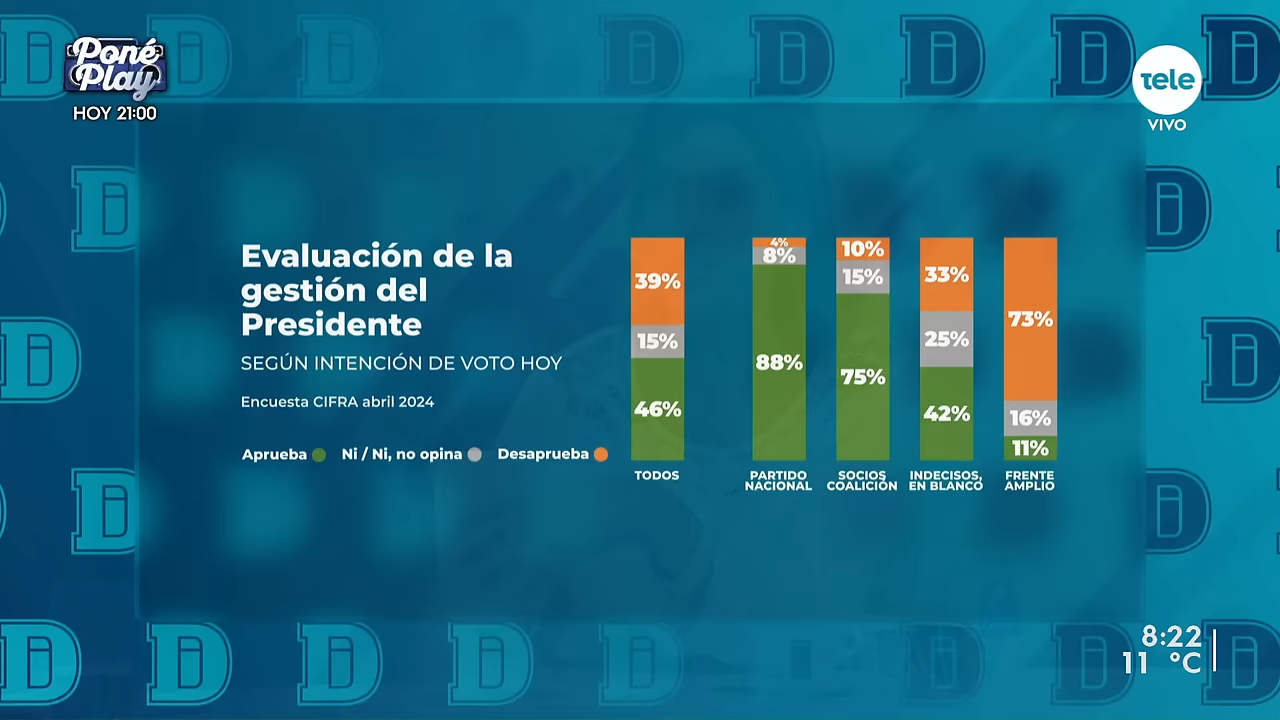 Poné
Play
HOY 21:00
tele
VIVO
Evaluación de la
gestión del
Presidente
SEGÚN INTENCIÓN DE VOTO HOY
Encuesta CIFRA abril 2024
Aprueba
Ni / Ni, no opina
Desaprueba
39%
15%
46%
TODOS
4%
8%
88%
PARTIDO
NACIONAL
10%
15%
75%
SOCIOS
COALICIÓN
33%
25%
42%
INDECISOS,
EN BLANCO
73%
16%
11%
FRENTE
AMPLIO
8:22
11 °C